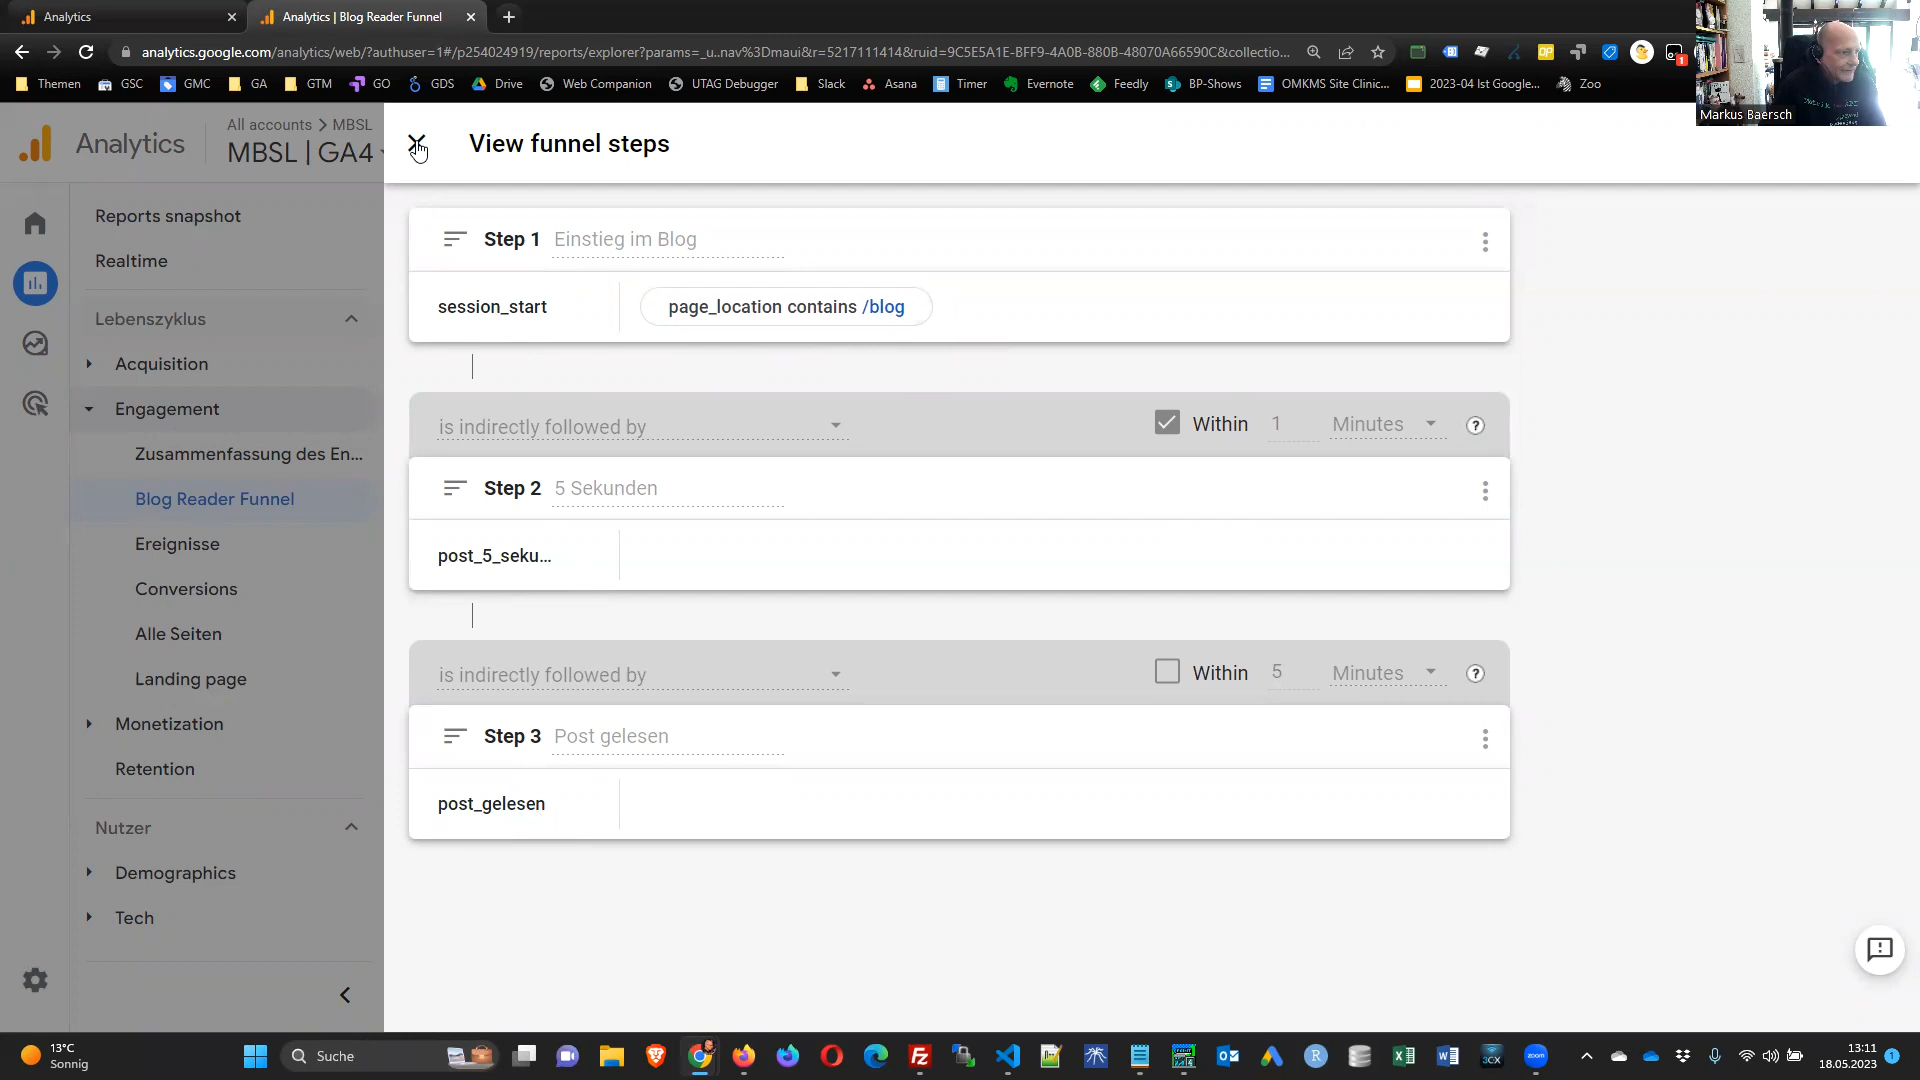 Analytics
Analytics | Blog Reader Funnel
analytics.google.com/analytics/web/?authuser=1#/p254024919/reports/explorer?params=_u..nav%3Dmaui&r=5217111414&ruid=9C5E5A1E-BFF9-4A0B-880B-48070A66590C&collectio...
Themen GSC GMC GA GTM GO GDS Drive Web Companion UTAG Debugger Slack Asana Timer Evernote Feedly BP-Shows OMKMS Site Clinic... 2023-04 Ist Google... Zoo
Markus Baersch
Analytics
All accounts > MBSL
MBSL | GA4
View funnel steps
Reports snapshot
Realtime
Lebenszyklus
Acquisition
Engagement
Zusammenfassung des En...
Blog Reader Funnel
Ereignisse
Conversions
Alle Seiten
Landing page
Monetization
Retention
Nutzer
Demographics
Tech
Step 1 Einstieg im Blog
session_start page_location contains /blog
is indirectly followed by Within 1 Minutes ?
Step 2 5 Sekunden
post_5_seku...
is indirectly followed by Within 5 Minutes ?
Step 3 Post gelesen
post_gelesen
13°C
Sonnig
Suche
13:11
18.05.2023